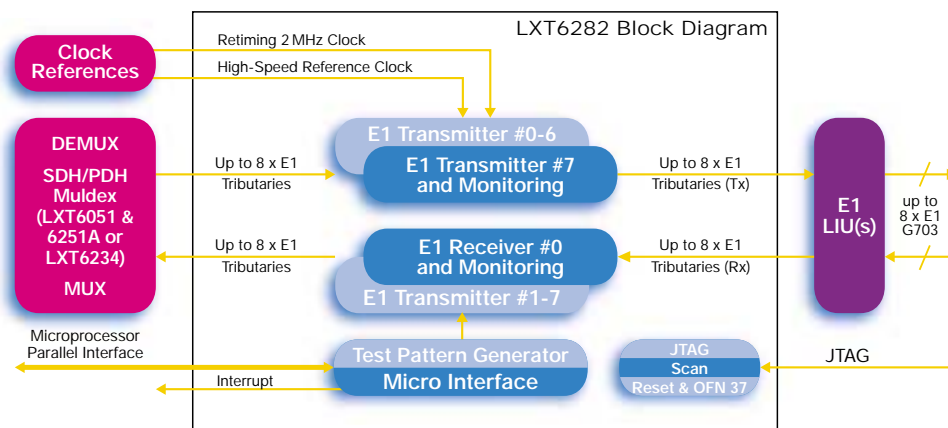 LXT6282 Block Diagram
Clock
References
Retiming 2 MHz Clock
High-Speed Reference Clock
DEMUX
SDH/PDH
Muldex
(LXT6051 &
6251A or
LXT6234)
MUX
Up to 8 x E1
Tributaries
E1 Transmitter #0-6
E1 Transmitter #7
and Monitoring
Up to 8 x E1
Tributaries (Tx)
E1
LIU(s)
up to
8 x E1
G703
Up to 8 x E1
Tributaries
E1 Receiver #0
and Monitoring
E1 Transmitter #1-7
Up to 8 x E1
Tributaries (Rx)
Microprocessor
Parallel Interface
Interrupt
Test Pattern Generator
Micro Interface
JTAG
Scan
Reset & OFN 37
JTAG